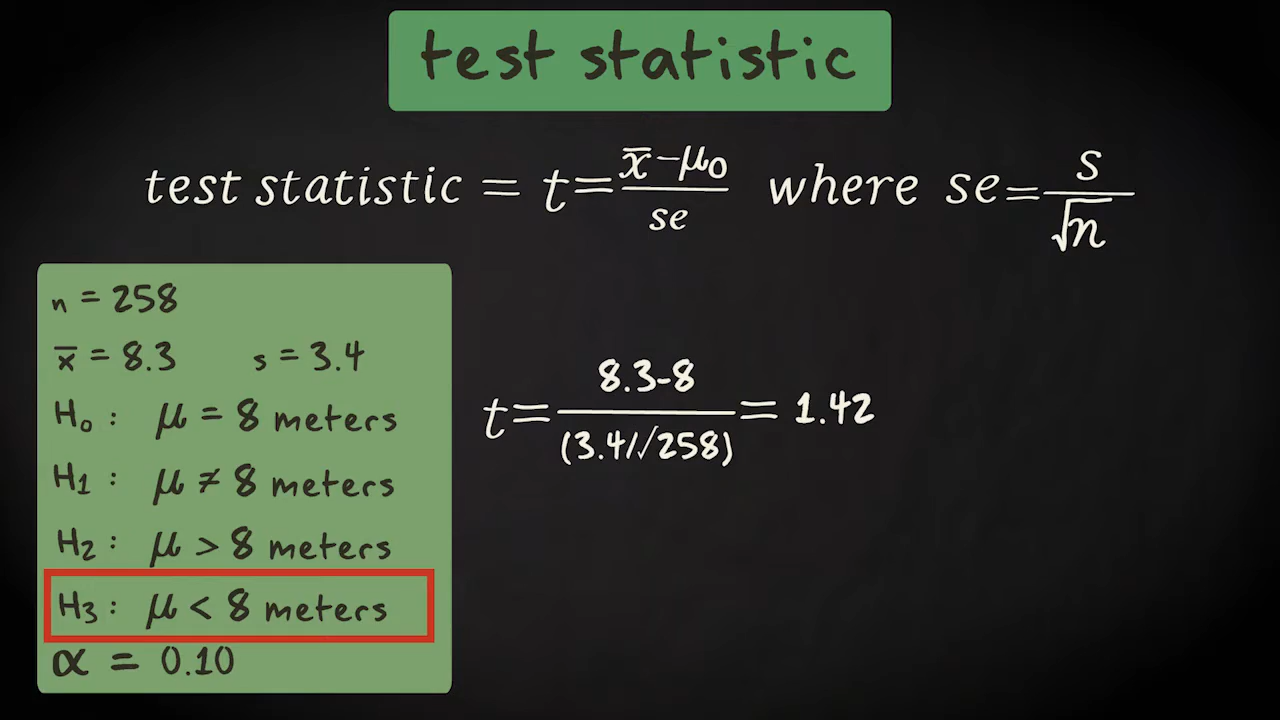 test statistic
test statistic = t = x̄ - μ₀ / se where se = s / √n
n = 258
x̄ = 8.3 s = 3.4
H₀ : μ = 8 meters
H₁ : μ ≠ 8 meters
H₂ : μ > 8 meters
H₃ : μ < 8 meters
α = 0.10
t = 8.3-8 / (3.4/√258) = 1.42